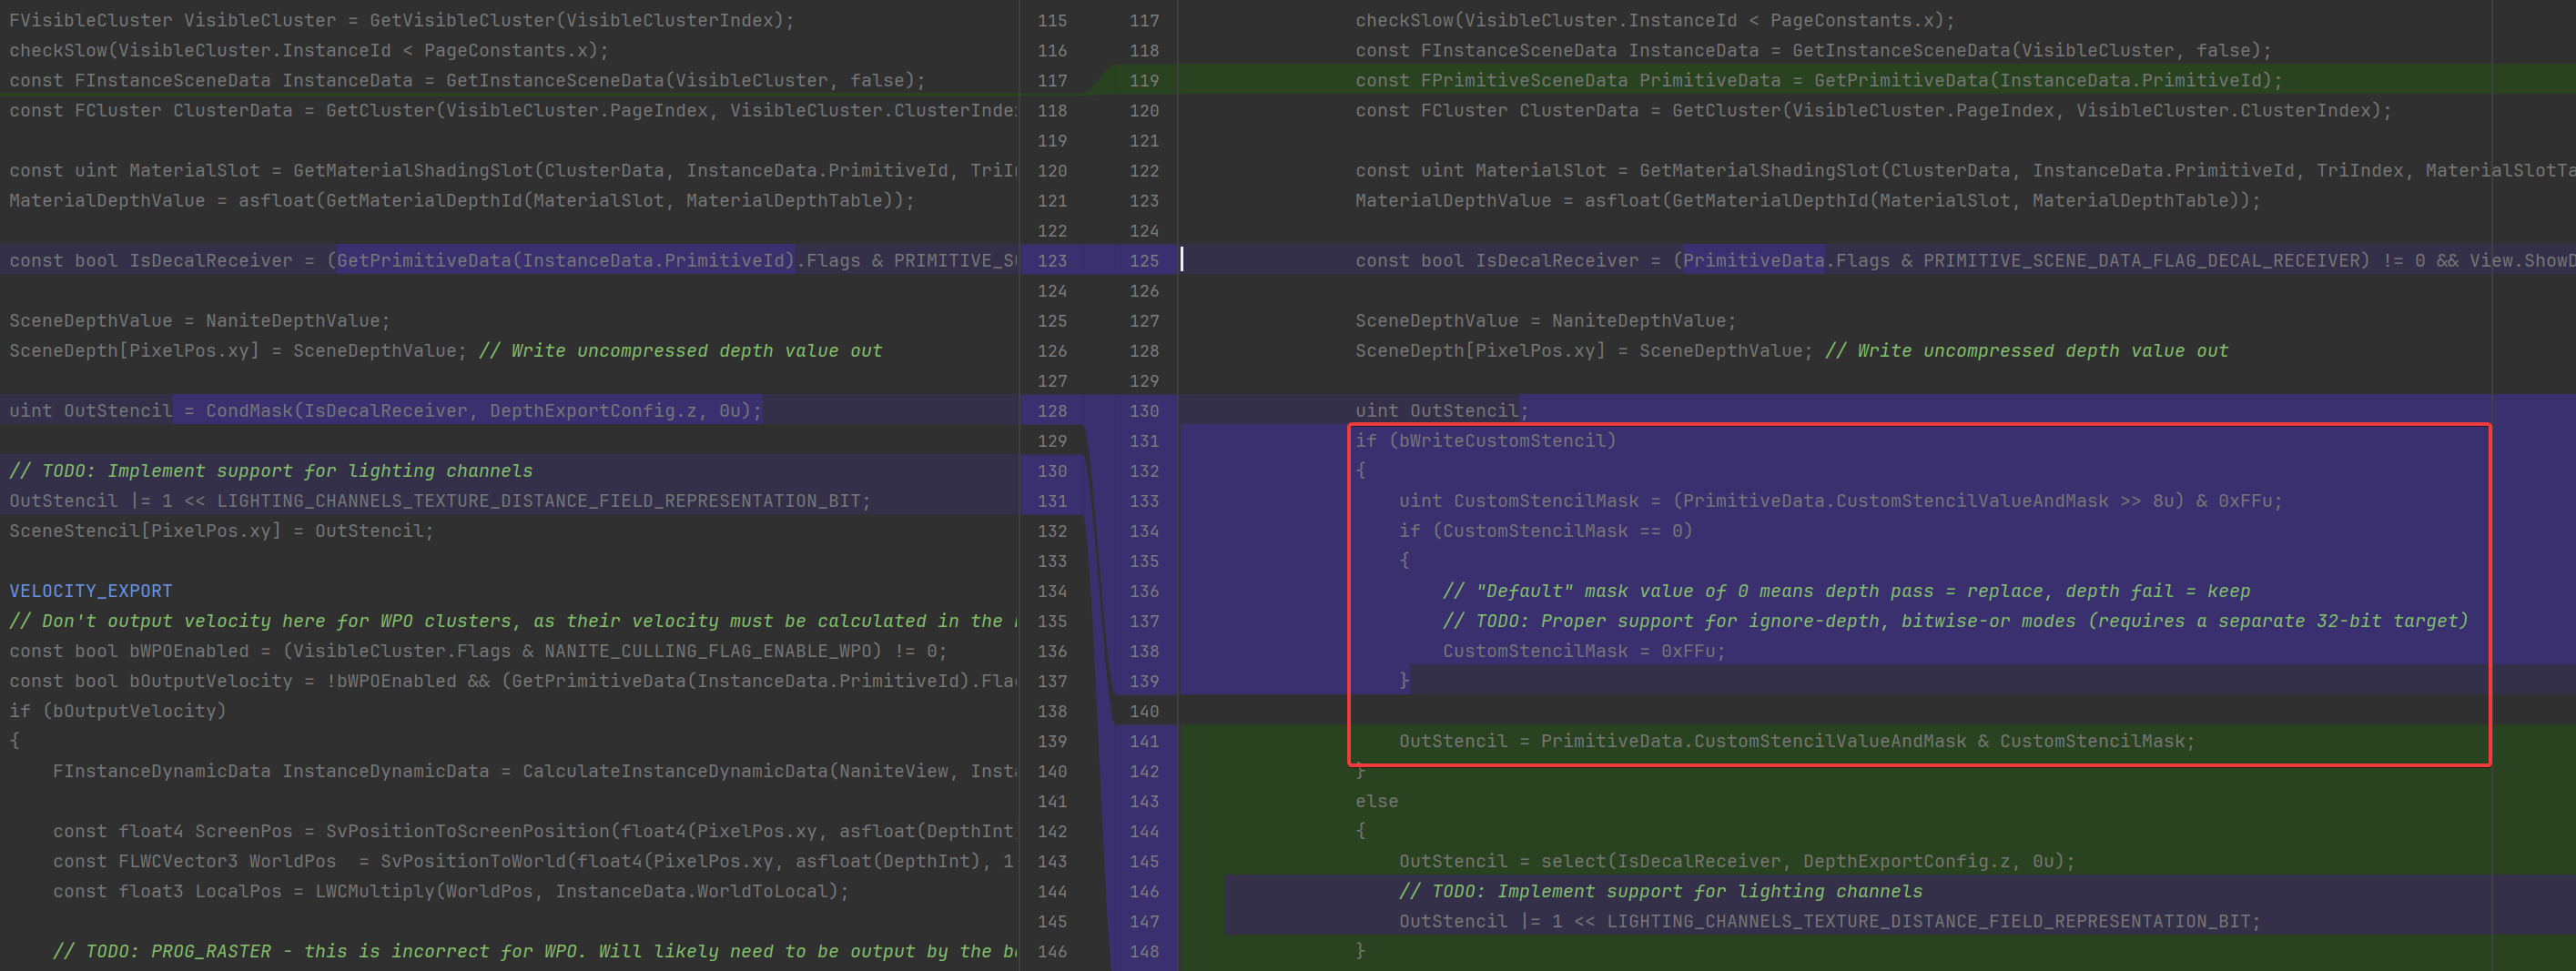 FVisibleCluster VisibleCluster = GetVisibleCluster(VisibleClusterIndex);
checkSlow(VisibleCluster.InstanceId < PageConstants.x);
const FInstanceSceneData InstanceData = GetInstanceSceneData(VisibleCluster, false);
const FCluster ClusterData = GetCluster(VisibleCluster.PageIndex, VisibleCluster.ClusterInde
const uint MaterialSlot = GetMaterialShadingSlot(ClusterData, InstanceData.PrimitiveId, TriI
MaterialDepthValue = asfloat(GetMaterialDepthId(MaterialSlot, MaterialDepthTable));
const bool IsDecalReceiver = (GetPrimitiveData(InstanceData.PrimitiveId).Flags & PRIMITIVE_S
SceneDepthValue = NaniteDepthValue;
SceneDepth[PixelPos.xy] = SceneDepthValue; // Write uncompressed depth value out
uint OutStencil = CondMask(IsDecalReceiver, DepthExportConfig.z, 0u);
// TODO: Implement support for lighting channels
OutStencil |= 1 << LIGHTING_CHANNELS_TEXTURE_DISTANCE_FIELD_REPRESENTATION_BIT;
SceneStencil[PixelPos.xy] = OutStencil;
VELOCITY_EXPORT
// Don't output velocity here for WPO clusters, as their velocity must be calculated in the
const bool bWPOEnabled = (VisibleCluster.Flags & NANITE_CULLING_FLAG_ENABLE_WPO) != 0;
const bool bOutputVelocity = !bWPOEnabled && (GetPrimitiveData(InstanceData.PrimitiveId).Fla
if (bOutputVelocity)
{
FInstanceDynamicData InstanceDynamicData = CalculateInstanceDynamicData(NaniteView, Inst
const float4 ScreenPos = SvPositionToScreenPosition(float4(PixelPos.xy, asfloat(DepthInt)
const FLWCVector3 WorldPos  = SvPositionToWorld(float4(PixelPos.xy, asfloat(DepthInt), 1
const float3 LocalPos = LWCMultiply(WorldPos, InstanceData.WorldToLocal);
// TODO: PROG_RASTER - this is incorrect for WPO. Will likely need to be output by the b
115 117
116 118
117 119
118 120
119 121
120 122
121 123
122 124
123 125
124 126
125 127
126 128
127 129
128 130
129 131
130 132
131 133
132 134
133 135
134 136
135 137
136 138
137 139
138 140
139 141
140 142
141 143
142 144
143 145
144 146
145 147
146 148
checkSlow(VisibleCluster.InstanceId < PageConstants.x);
const FInstanceSceneData InstanceData = GetInstanceSceneData(VisibleCluster, false);
const FPrimitiveSceneData PrimitiveData = GetPrimitiveData(InstanceData.PrimitiveId);
const FCluster ClusterData = GetCluster(VisibleCluster.PageIndex, VisibleCluster.ClusterIndex);
const uint MaterialSlot = GetMaterialShadingSlot(ClusterData, InstanceData.PrimitiveId, TriIndex, MaterialSlotTa
MaterialDepthValue = asfloat(GetMaterialDepthId(MaterialSlot, MaterialDepthTable));
const bool IsDecalReceiver = (PrimitiveData.Flags & PRIMITIVE_SCENE_DATA_FLAG_DECAL_RECEIVER) != 0 && View.ShowD
SceneDepthValue = NaniteDepthValue;
SceneDepth[PixelPos.xy] = SceneDepthValue; // Write uncompressed depth value out
uint OutStencil;
if (bWriteCustomStencil)
{
uint CustomStencilMask = (PrimitiveData.CustomStencilValueAndMask >> 8u) & 0xFFu;
if (CustomStencilMask == 0)
{
// "Default" mask value of 0 means depth pass = replace, depth fail = keep
// TODO: Proper support for ignore-depth, bitwise-or modes (requires a separate 32-bit target)
CustomStencilMask = 0xFFu;
}
OutStencil = PrimitiveData.CustomStencilValueAndMask & CustomStencilMask;
}
else
{
OutStencil = select(IsDecalReceiver, DepthExportConfig.z, 0u);
// TODO: Implement support for lighting channels
OutStencil |= 1 << LIGHTING_CHANNELS_TEXTURE_DISTANCE_FIELD_REPRESENTATION_BIT;
}